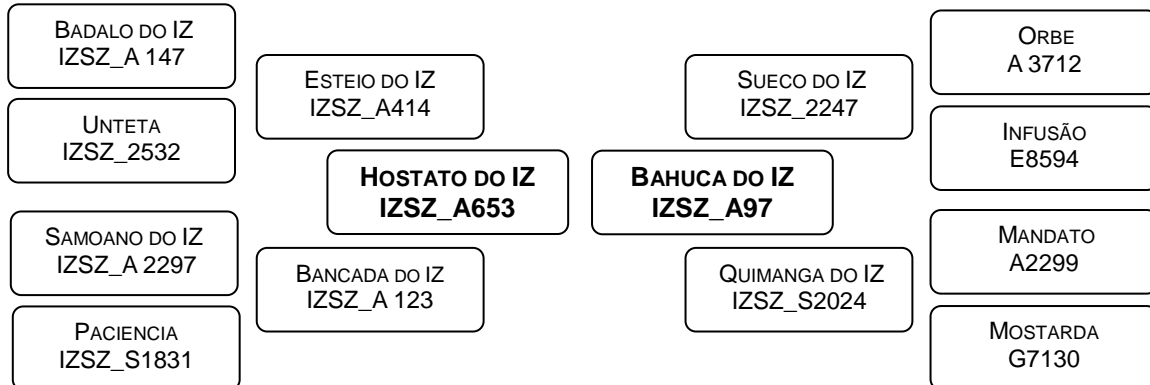 BADALO DO IZ
IZSZ_A 147
UNTETA
IZSZ_2532
SAMOANO DO IZ
IZSZ_A 2297
PACIENCIA
IZSZ_S1831
ESTEIO DO IZ
IZSZ_A414
BANCADA DO IZ
IZSZ_A 123
HOSTATO DO IZ
IZSZ_A653
BAHUCA DO IZ
IZSZ_A97
SUECO DO IZ
IZSZ_2247
QUIMANGA DO IZ
IZSZ_S2024
ORBE
A 3712
INFUSÃO
E8594
MANDATO
A2299
MOSTARDA
G7130